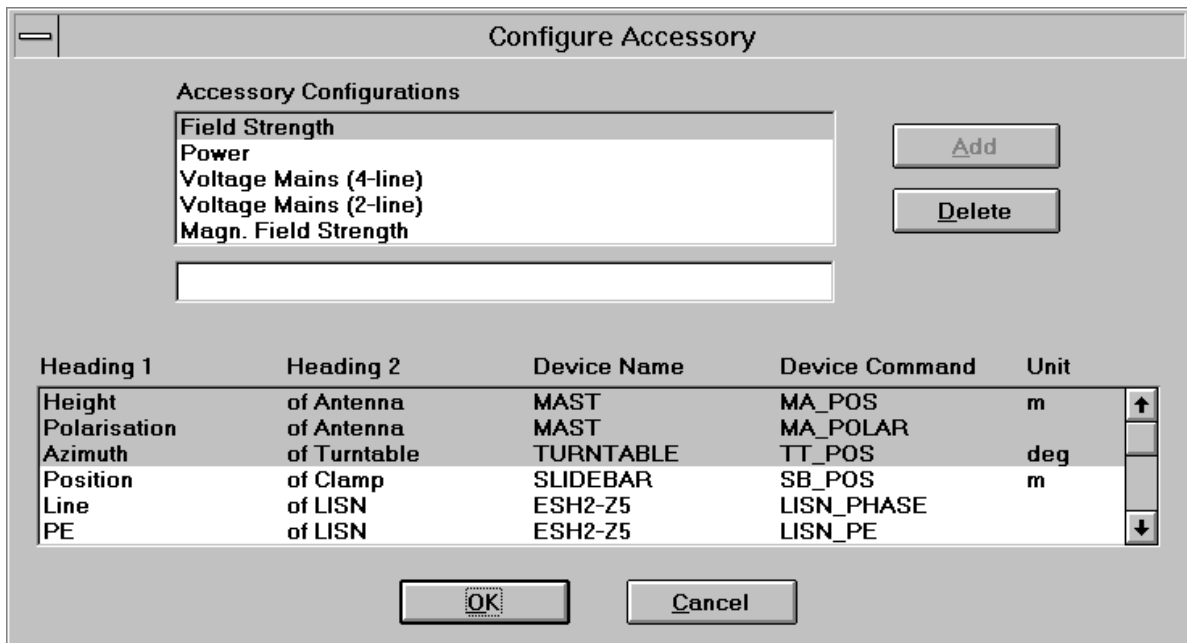 Configure Accessory
Accessory Configurations
Field Strength
Power
Voltage Mains (4-line)
Voltage Mains (2-line)
Magn. Field Strength
Add
Delete
Heading 1 Heading 2 Device Name Device Command Unit
Height of Antenna MAST MA_POS m
Polarisation of Antenna MAST MA_POLAR
Azimuth of Turntable TURNTABLE TT_POS deg
Position of Clamp SLIDEBAR SB_POS m
Line of LISN ESH2-Z5 LISN_PHASE
PE of LISN ESH2-Z5 LISN_PE
OK Cancel